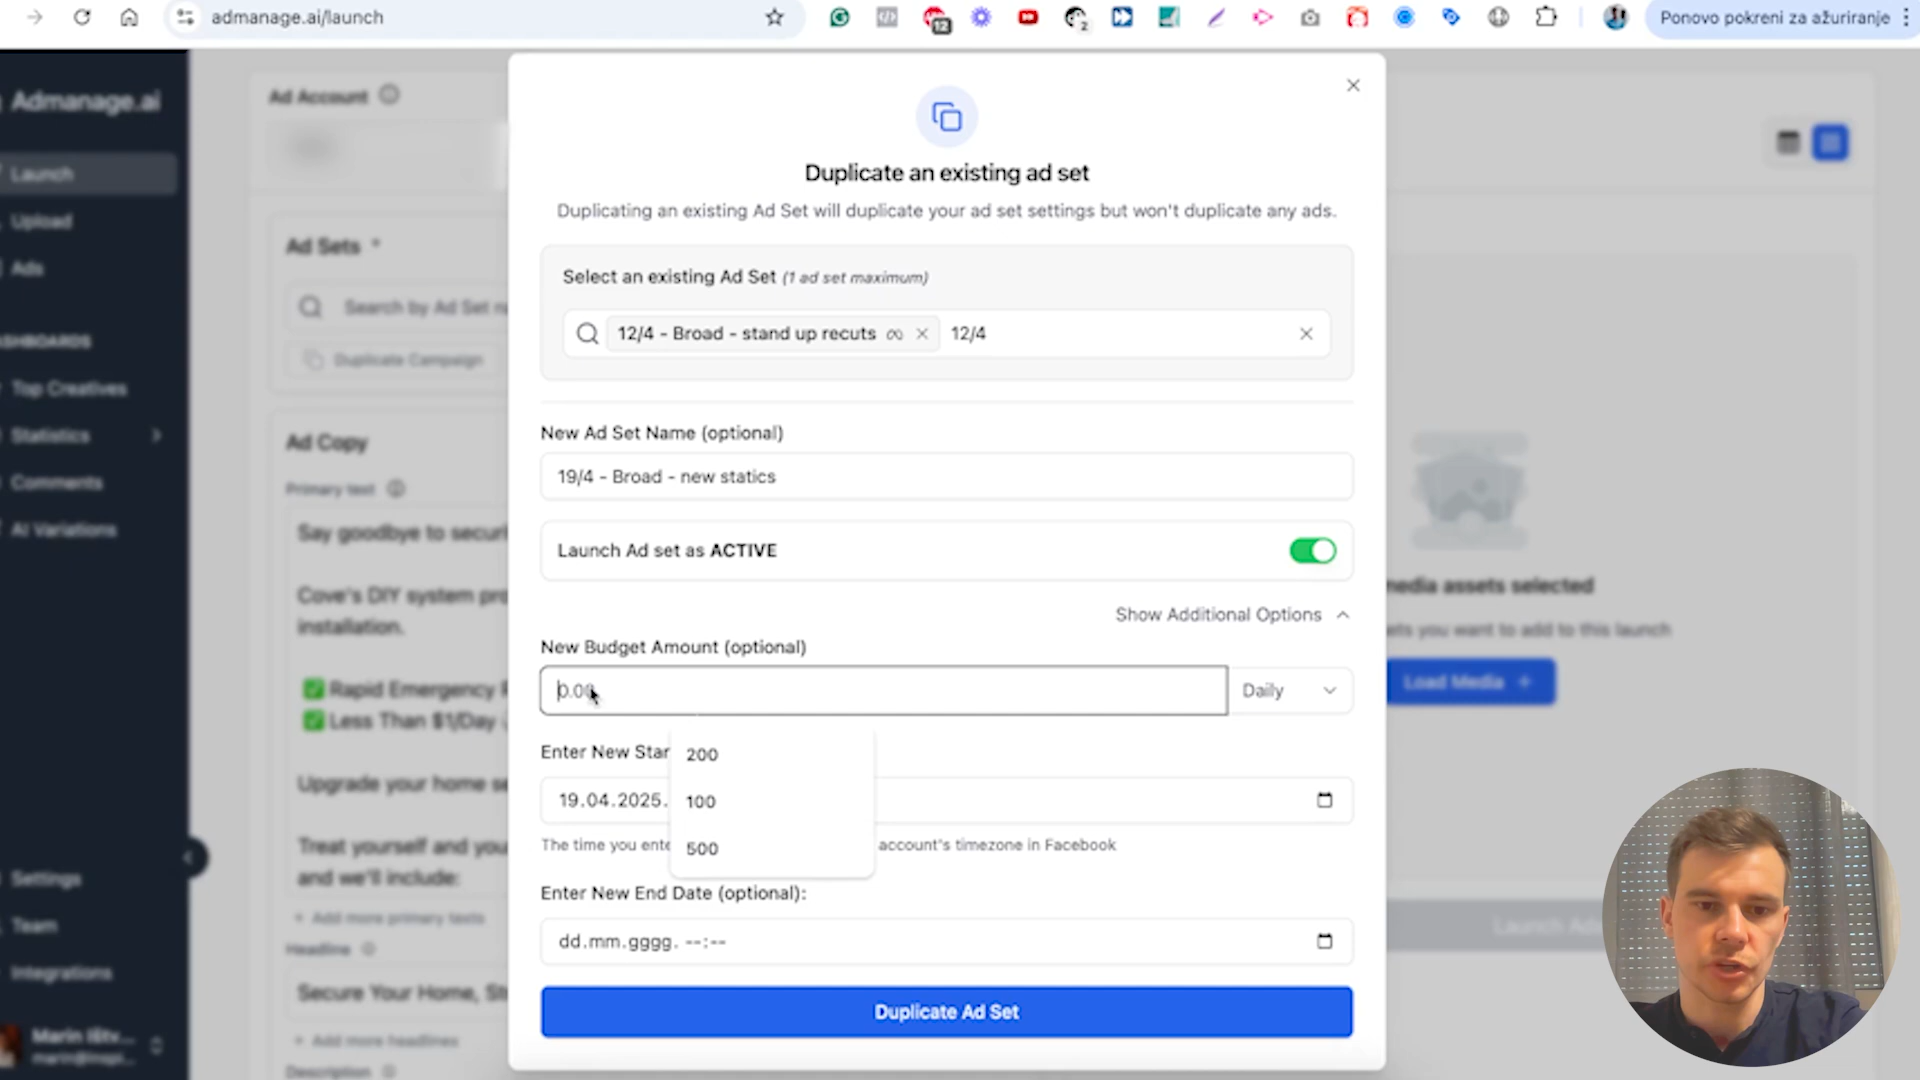 admanage.ai/launch
12
2
Ponovo pokreni za ažuriranje
Admanage.ai
Launch
Upload
Ads
DASHBOARDS
Top Creatives
Statistics
Comments
AI Variations
Settings
Team
Integrations
Marin Ištv...
marin@inspi...
Ad Account
Ad Sets *
Search by Ad Set
Duplicate Campaign
Ad Copy
Primary text
Say goodbye to
Cove's DIY system
installation.
✅ Rapid Emergency
✅ Less Than $1/Day
Upgrade your home
Treat yourself and
and we'll include:
+ Add more primary texts
Headline
Secure Your Home,
+ Add more headlines
Description
Duplicate an existing ad set
Duplicating an existing Ad Set will duplicate your ad set settings but won't duplicate any ads.
Select an existing Ad Set (1 ad set maximum)
12/4 - Broad - stand up recuts ∞ × 12/4
New Ad Set Name (optional)
19/4 - Broad - new statics
Launch Ad set as ACTIVE
Show Additional Options
New Budget Amount (optional)
0.00
Daily
200
100
500
Enter New
19.04.2025.
The time you account's timezone in Facebook
Enter New End Date (optional):
dd.mm.gggg. --:--
Duplicate Ad Set
media assets selected
you want to add to this launch
Load Media +
Launch